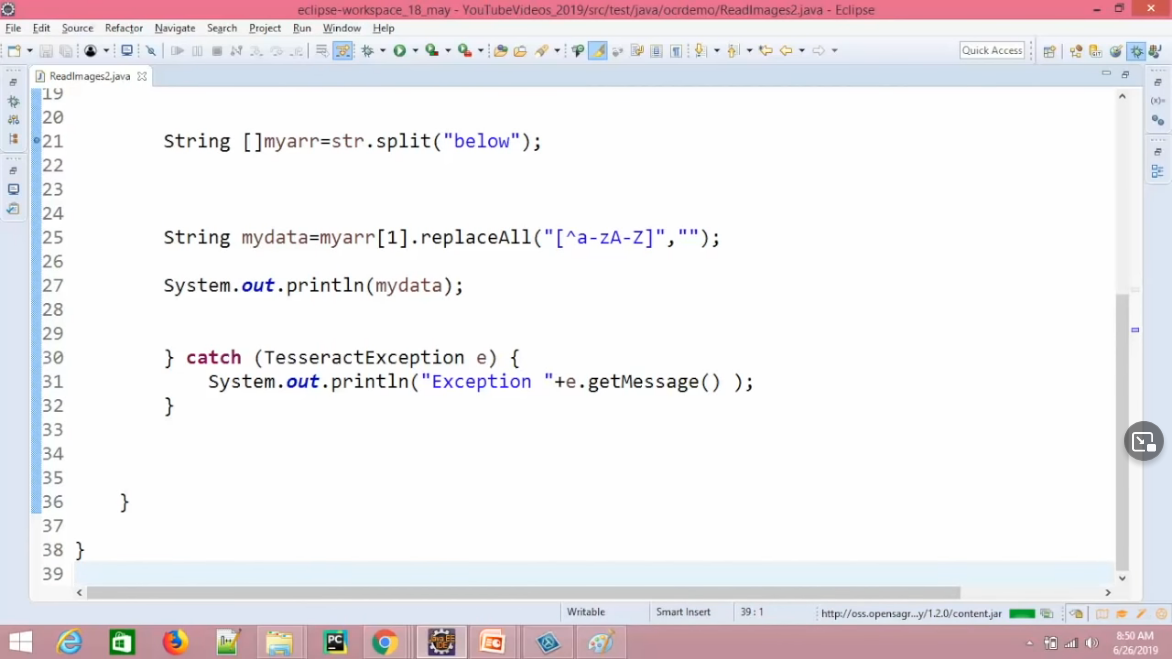 eclipse-workspace_18_may - YouTubeVideos_2019/src/test/java/ocrdemo/ReadImages2.java - Eclipse
File Edit Source Refactor Navigate Search Project Run Window Help
Quick Access
ReadImages2.java
19
20
21 String []myarr=str.split("below");
22
23
24
25 String mydata=myarr[1].replaceAll("[^a-zA-Z]","");
26
27 System.out.println(mydata);
28
29
30 } catch (TesseractException e) {
31 System.out.println("Exception "+e.getMessage() );
32 }
33
34
35
36 }
37
38 }
39
Writable Smart Insert 39 : 1 http://oss.opensagr...y/1.2.0/content.jar
PC
Java EE
IDE
8:50 AM
6/26/2019